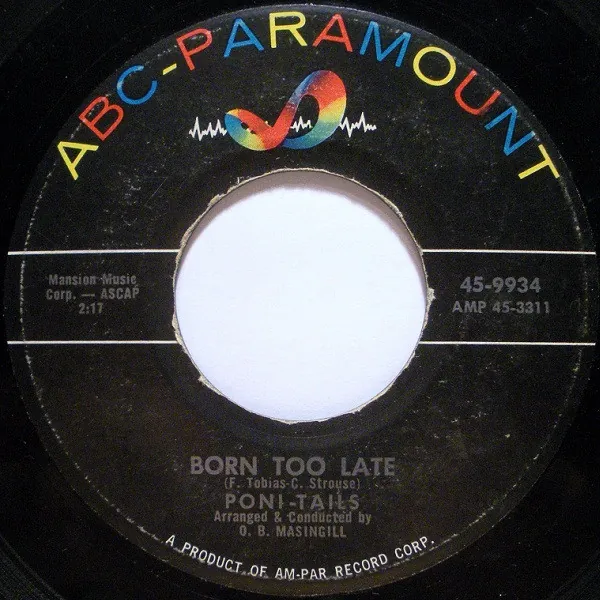 ABC-PARAMOUNT
Mansion Music
Corp. — ASCAP
2:17
45-9934
AMP 45-3311
BORN TOO LATE
(F. Tobias-C. Strouse)
PONI-TAILS
Arranged & Conducted by
O. B. MASINGILL
A PRODUCT OF AM-PAR RECORD CORP.